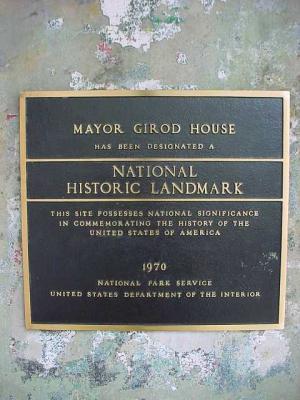 MAYOR GIROD HOUSE
HAS BEEN DESIGNATED A
NATIONAL
HISTORIC LANDMARK
THIS SITE POSSESSES NATIONAL SIGNIFICANCE
IN COMMEMORATING THE HISTORY OF THE
UNITED STATES OF AMERICA
1970
NATIONAL PARK SERVICE
UNITED STATES DEPARTMENT OF THE INTERIOR